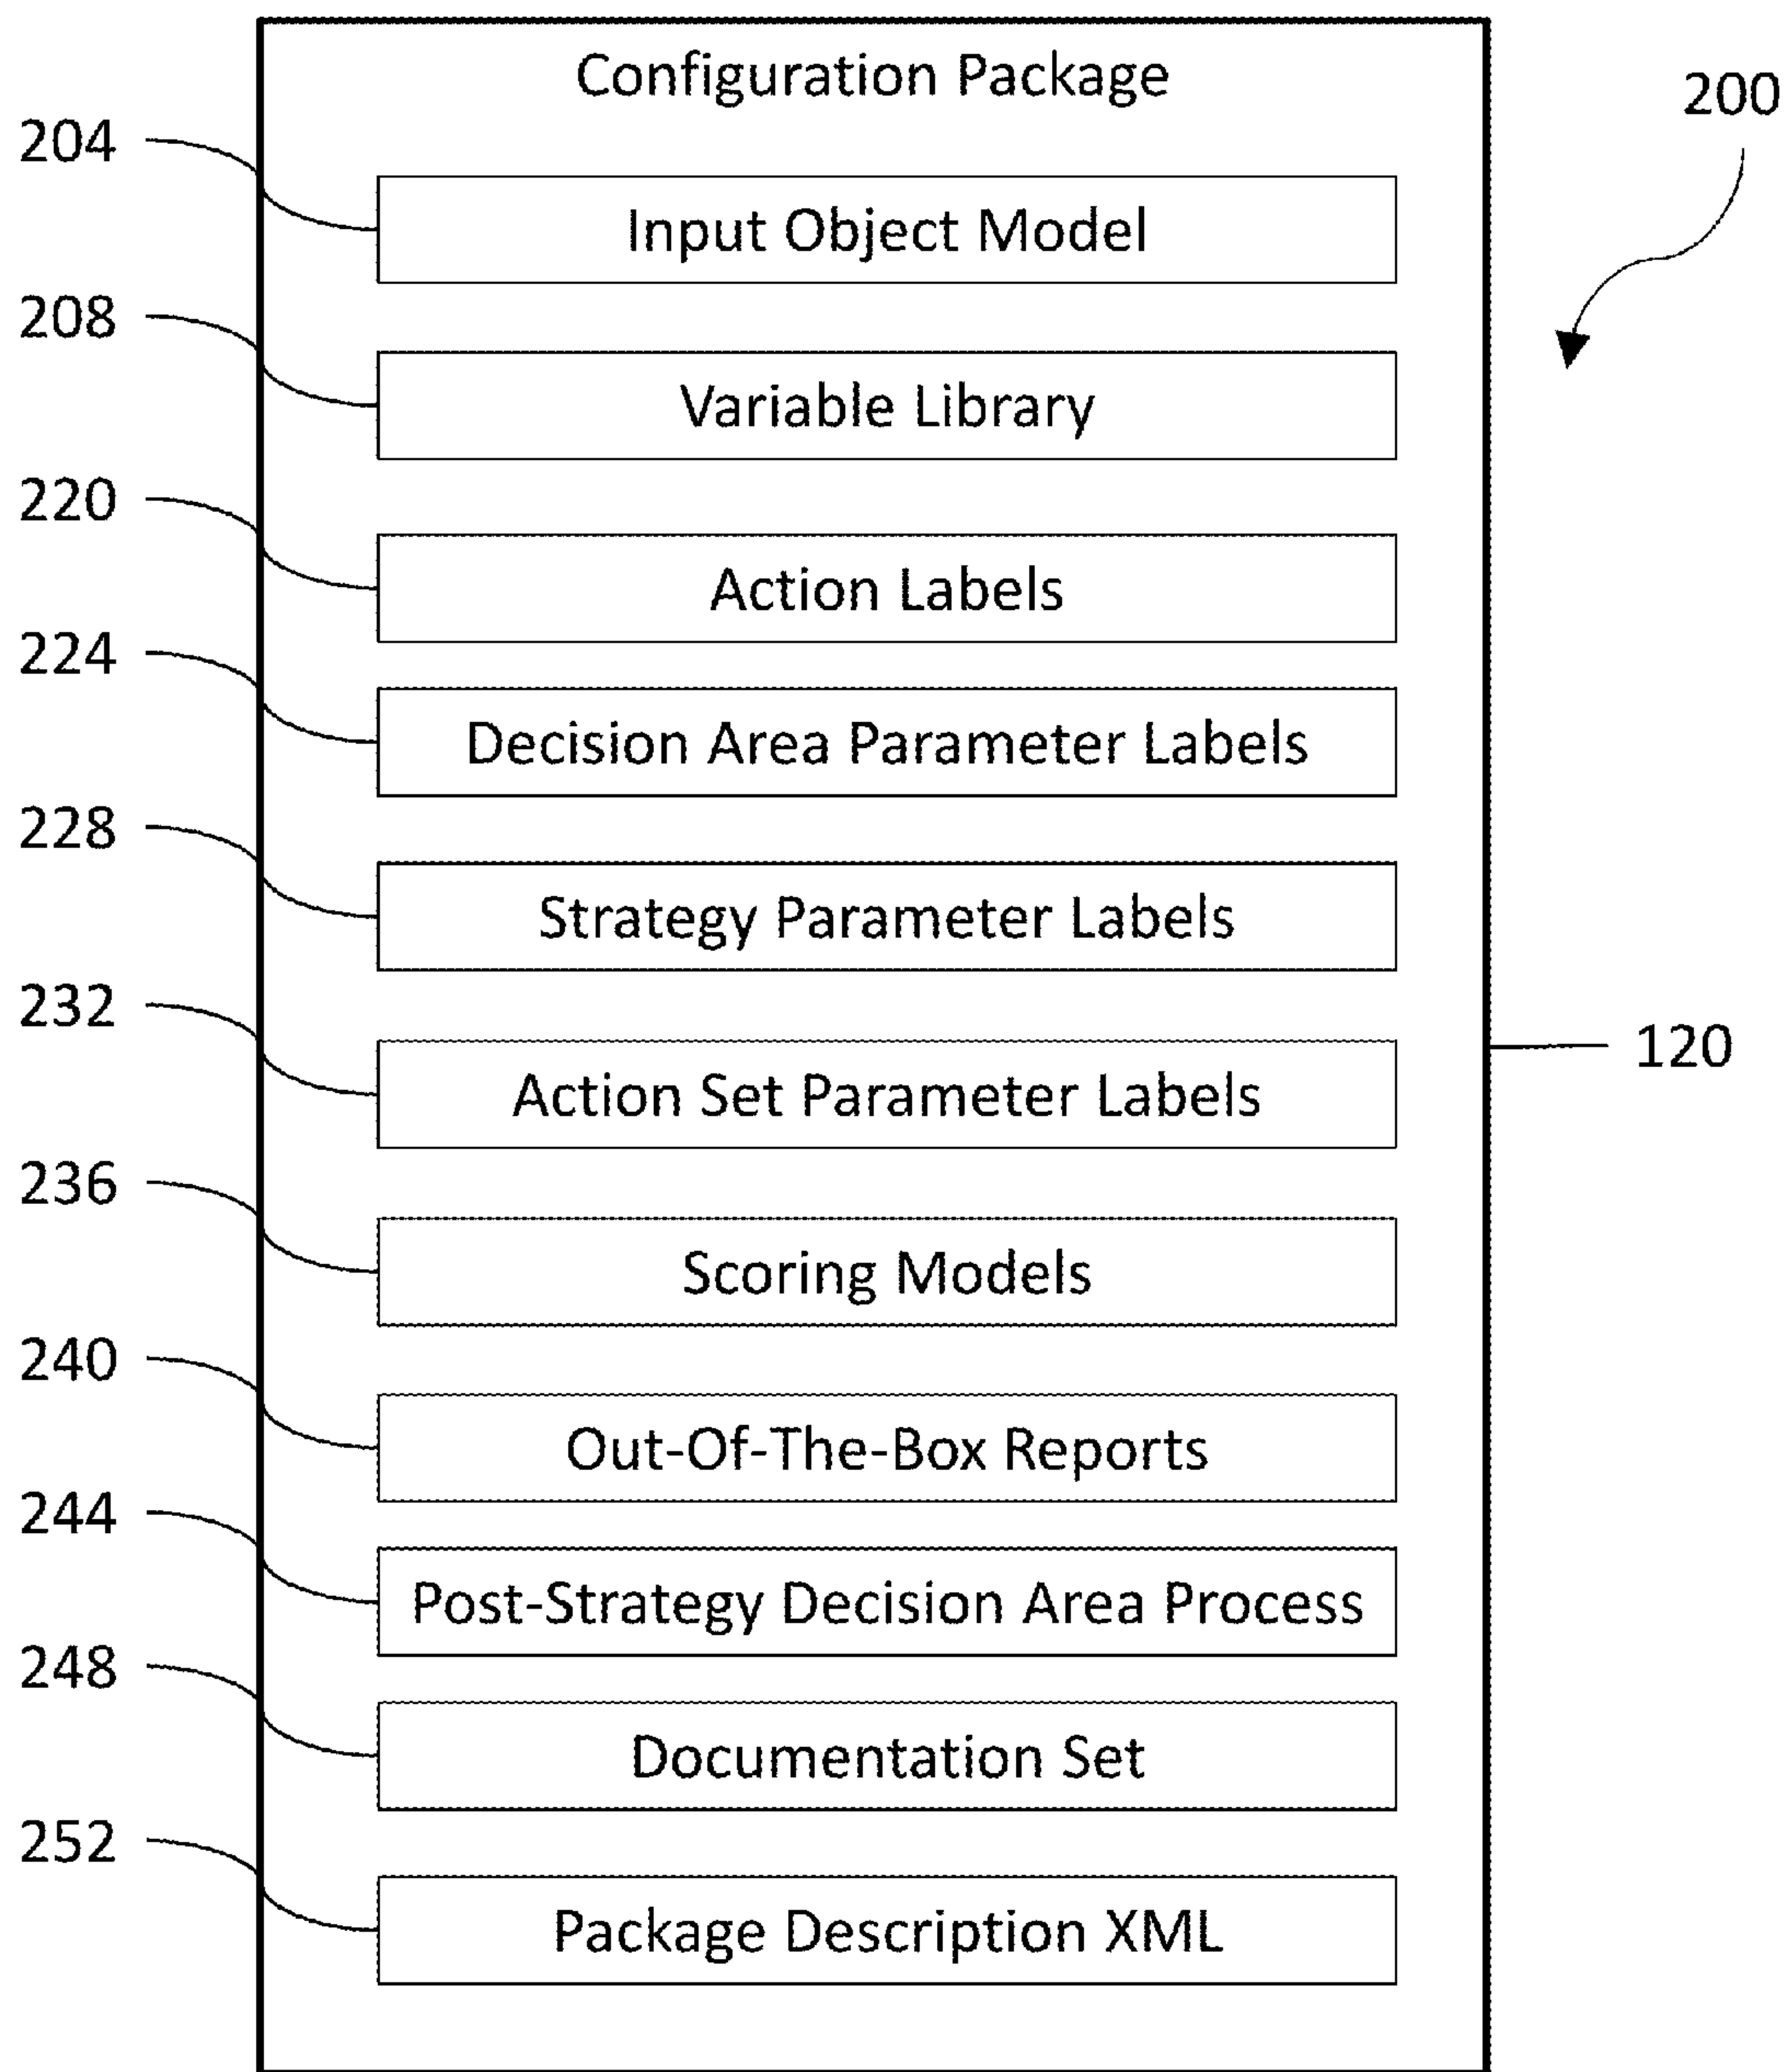 Configuration Package
200
204
Input Object Model
208
Variable Library
220
Action Labels
224
Decision Area Parameter Labels
228
Strategy Parameter Labels
232
Action Set Parameter Labels
120
236
Scoring Models
240
Out-Of-The-Box Reports
244
Post-Strategy Decision Area Process
248
Documentation Set
252
Package Description XML